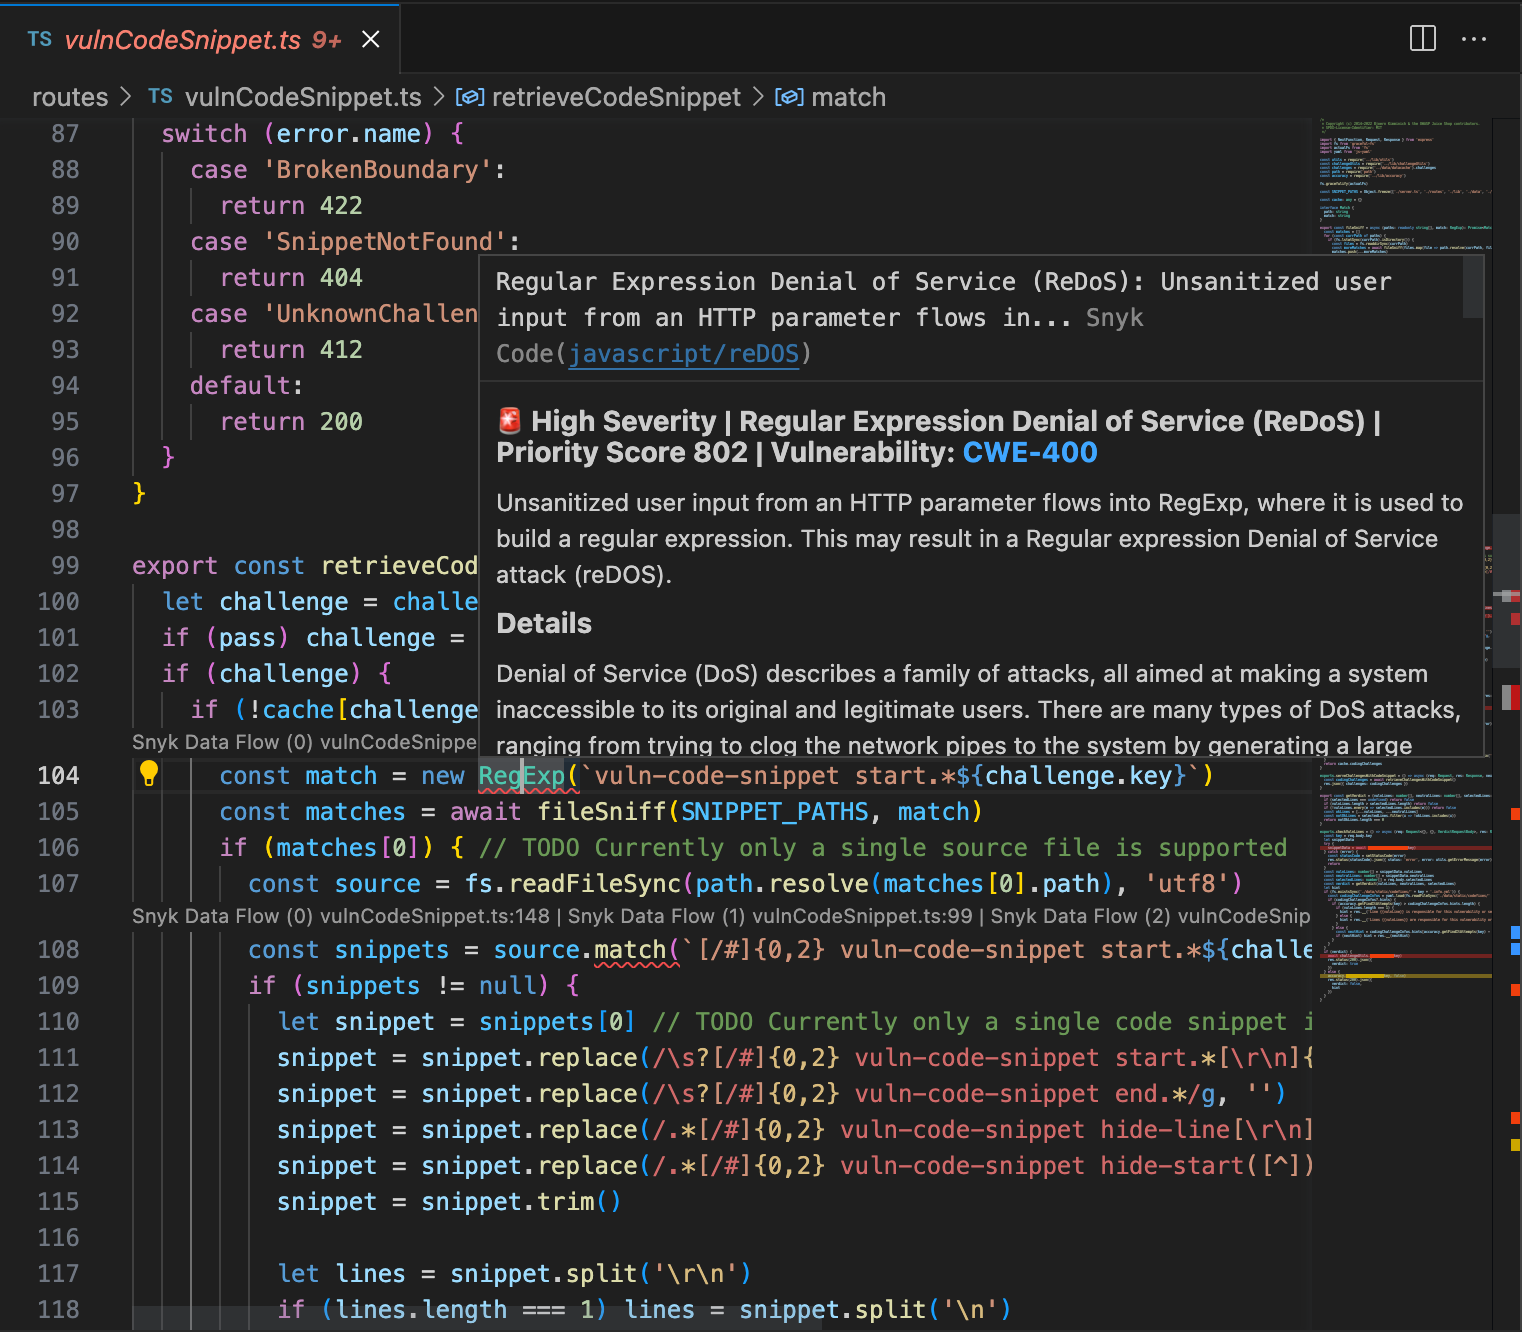 TS vulnCodeSnippet.ts 9+
routes > TS vulnCodeSnippet.ts > retrieveCodeSnippet > match
87 switch (error.name) {
88 case 'BrokenBoundary':
89 return 422
90 case 'SnippetNotFound':
91 return 404
92 case 'UnknownChallen
93 return 412
94 default:
95 return 200
96 }
97 }
98
99 export const retrieveCod
100 let challenge = challe
101 if (pass) challenge =
102 if (challenge) {
103 if (!cache[challenge
Regular Expression Denial of Service (ReDoS): Unsanitized user
input from an HTTP parameter flows in... Snyk
Code(javascript/reDOS)
🚨 High Severity | Regular Expression Denial of Service (ReDoS) |
Priority Score 802 | Vulnerability: CWE-400
Unsanitized user input from an HTTP parameter flows into RegExp, where it is used to
build a regular expression. This may result in a Regular expression Denial of Service
attack (reDOS).
Details
Denial of Service (DoS) describes a family of attacks, all aimed at making a system
inaccessible to its original and legitimate users. There are many types of DoS attacks,
ranging from trying to clog the network pipes to the system by generating a large
Snyk Data Flow (0) vulnCodeSnippe
104 const match = new RegExp(`vuln-code-snippet start.*${challenge.key}`)
105 const matches = await fileSniff(SNIPPET_PATHS, match)
106 if (matches[0]) { // TODO Currently only a single source file is supported
107 const source = fs.readFileSync(path.resolve(matches[0].path), 'utf8')
Snyk Data Flow (0) vulnCodeSnippet.ts:148 | Snyk Data Flow (1) vulnCodeSnippet.ts:99 | Snyk Data Flow (2) vulnCodeSnip
108 const snippets = source.match(`[/#]{0,2} vuln-code-snippet start.*${challe
109 if (snippets != null) {
110 let snippet = snippets[0] // TODO Currently only a single code snippet i
111 snippet = snippet.replace(/\s?[/#]{0,2} vuln-code-snippet start.*[\r\n]{
112 snippet = snippet.replace(/\s?[/#]{0,2} vuln-code-snippet end.*/g, '')
113 snippet = snippet.replace(/.*[/#]{0,2} vuln-code-snippet hide-line[\r\n]
114 snippet = snippet.replace(/.*[/#]{0,2} vuln-code-snippet hide-start([^])
115 snippet = snippet.trim()
116
117 let lines = snippet.split('\r\n')
118 if (lines.length === 1) lines = snippet.split('\n')